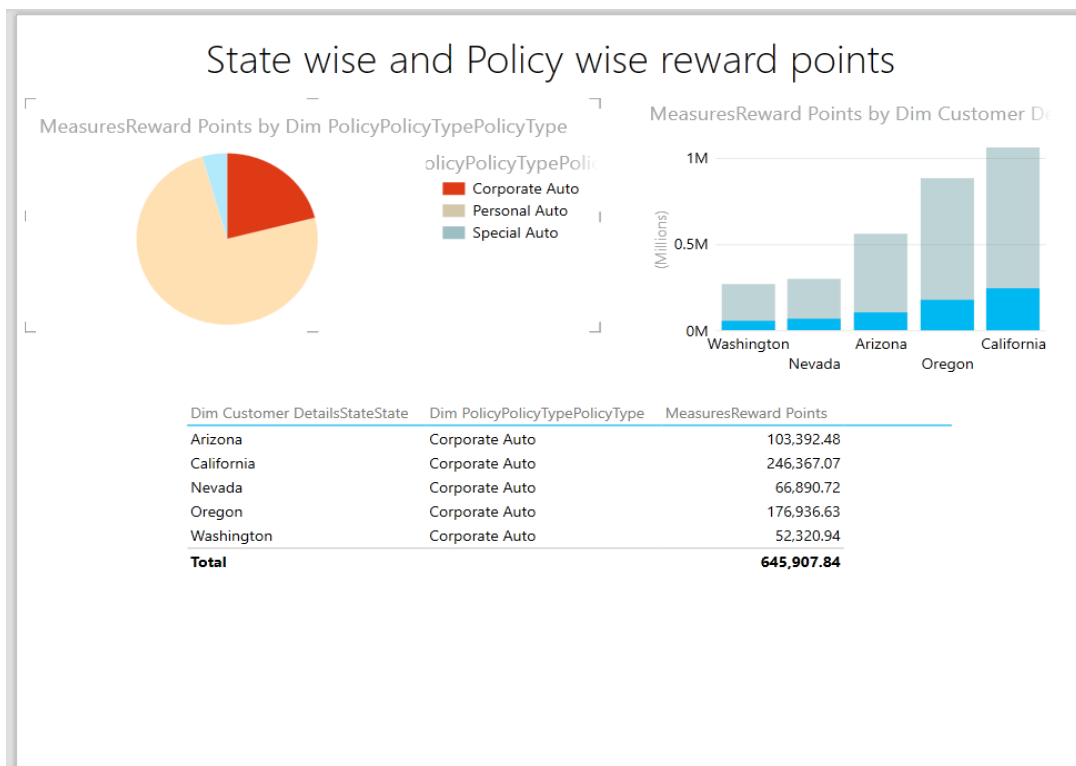 State wise and Policy wise reward points
MeasuresReward Points by Dim PolicyPolicyTypePolicyType
Corporate Auto
Personal Auto
Special Auto
MeasuresReward Points by Dim Customer
1M
0.5M
0M
(Millions)
Washington
Nevada
Arizona
Oregon
California
Dim Customer DetailsStateState Dim PolicyPolicyTypePolicyType MeasuresReward Points
Arizona Corporate Auto 103,392.48
California Corporate Auto 246,367.07
Nevada Corporate Auto 66,890.72
Oregon Corporate Auto 176,936.63
Washington Corporate Auto 52,320.94
Total 645,907.84